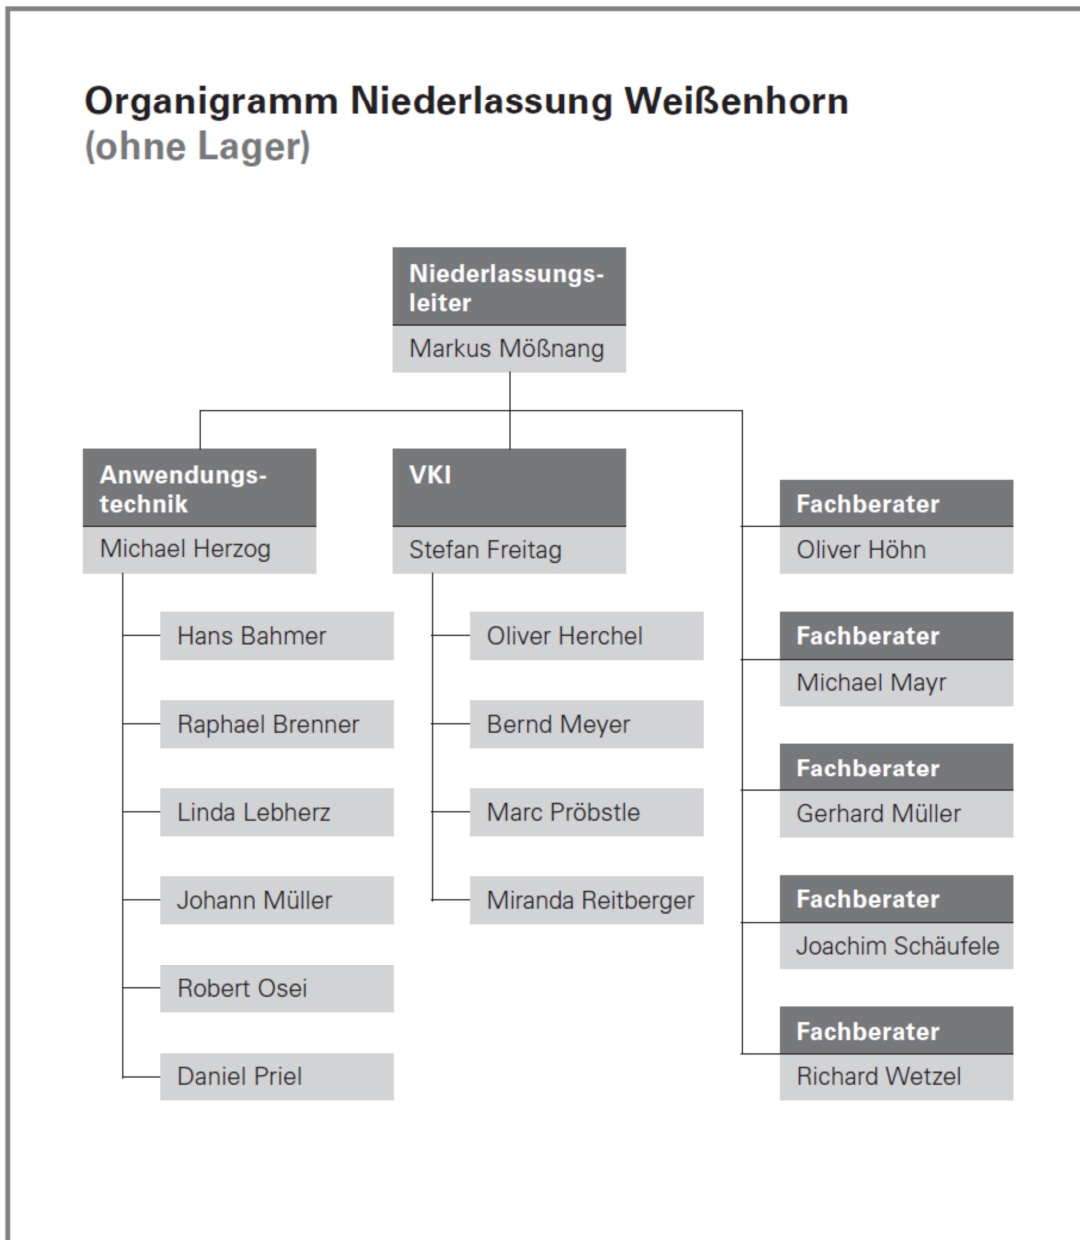 Organigramm Niederlassung Weißenhorn
(ohne Lager)
Niederlassungs-
leiter
Markus Mößnang
Anwendungs-
technik
Michael Herzog
Hans Bahmer
Raphael Brenner
Linda Lebherz
Johann Müller
Robert Osei
Daniel Priel
VKI
Stefan Freitag
Oliver Herchel
Bernd Meyer
Marc Pröbstle
Miranda Reitberger
Fachberater
Oliver Höhn
Fachberater
Michael Mayr
Fachberater
Gerhard Müller
Fachberater
Joachim Schäufele
Fachberater
Richard Wetzel